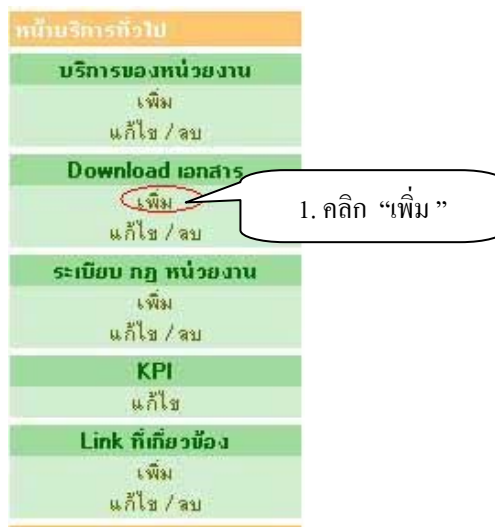 หน้าบริการทั่วไป
บริการของหน่วยงาน
เพิ่ม
แก้ไข / ลบ
Download เอกสาร
เพิ่ม
1. คลิก “เพิ่ม ”
แก้ไข / ลบ
ระเบียบ กฎ หน่วยงาน
เพิ่ม
แก้ไข / ลบ
KPI
แก้ไข
Link ที่เกี่ยวข้อง
เพิ่ม
แก้ไข / ลบ